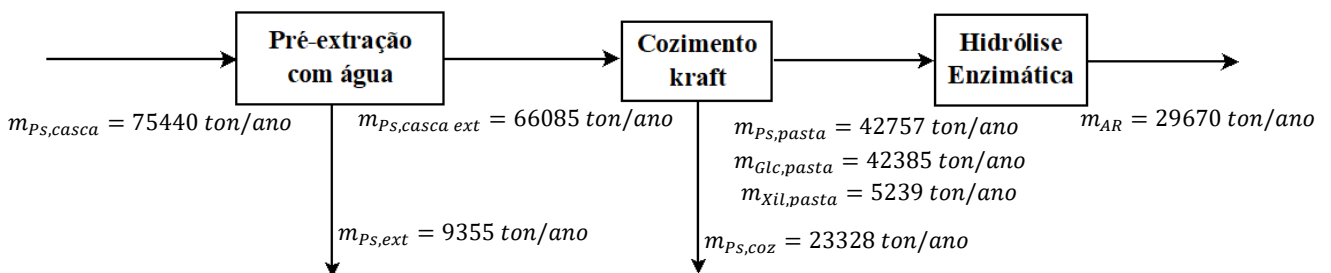 Pré-extração
com água
Cozimento
kraft
Hidrólise
Enzimática
m_{Ps,casca} = 75440 ton/ano
m_{Ps,casca ext} = 66085 ton/ano
m_{Ps,pasta} = 42757 ton/ano
m_{Glc,pasta} = 42385 ton/ano
m_{Xil,pasta} = 5239 ton/ano
m_{AR} = 29670 ton/ano
m_{Ps,ext} = 9355 ton/ano
m_{Ps,coz} = 23328 ton/ano